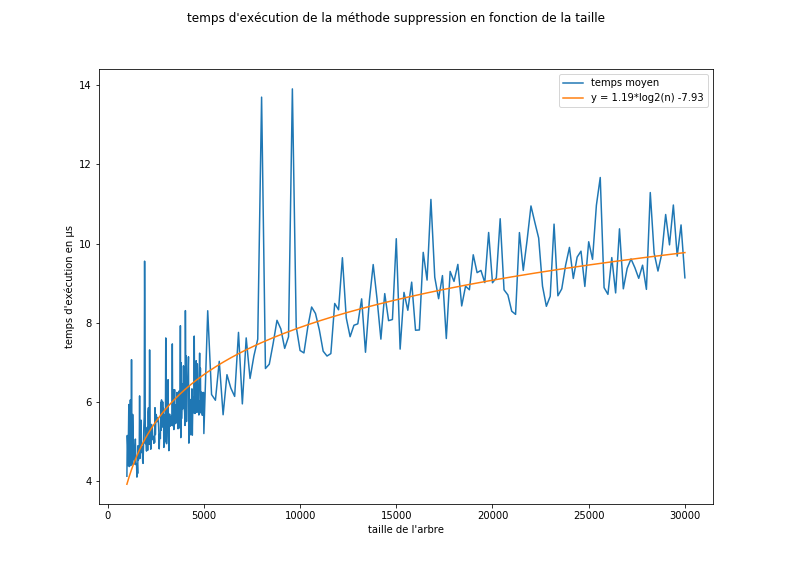 temps d'exécution de la méthode suppression en fonction de la taille
temps moyen
y = 1.19*log2(n) -7.93
14
12
10
8
6
4
temps d'exécution en µs
0
5000
10000
15000
20000
25000
30000
taille de l'arbre